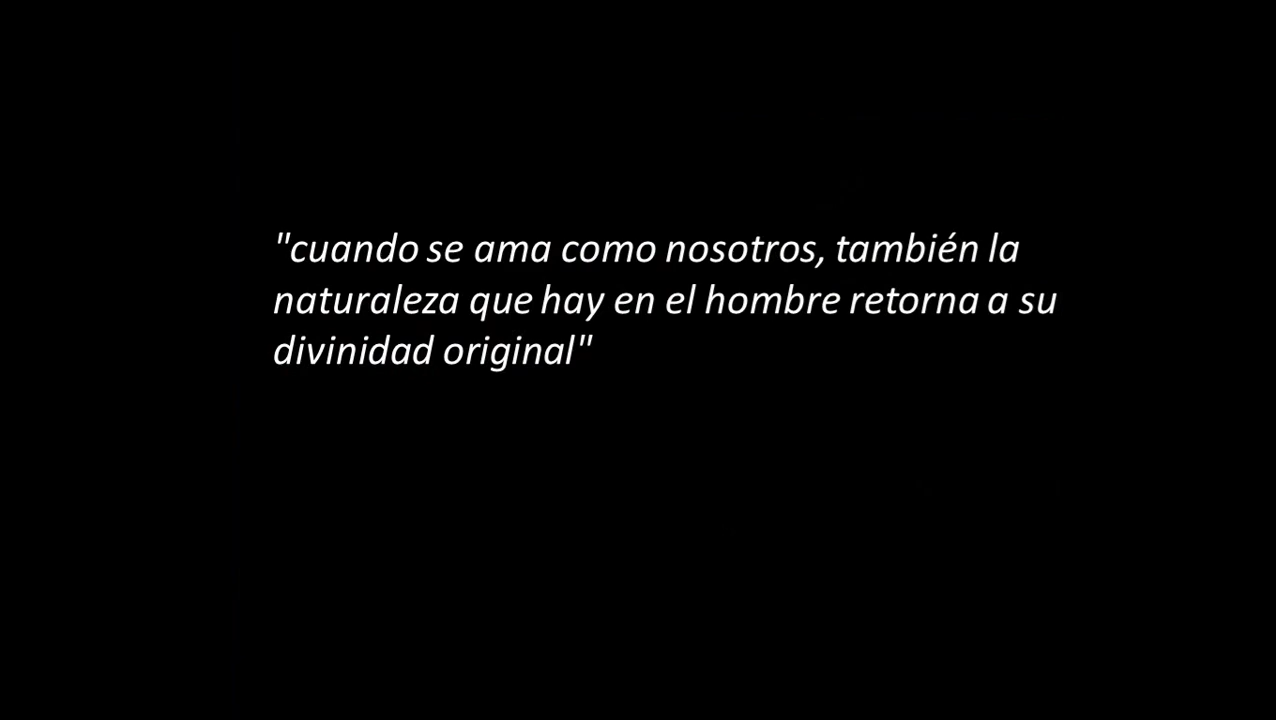 "cuando se ama como nosotros, también la
naturaleza que hay en el hombre retorna a su
divinidad original"